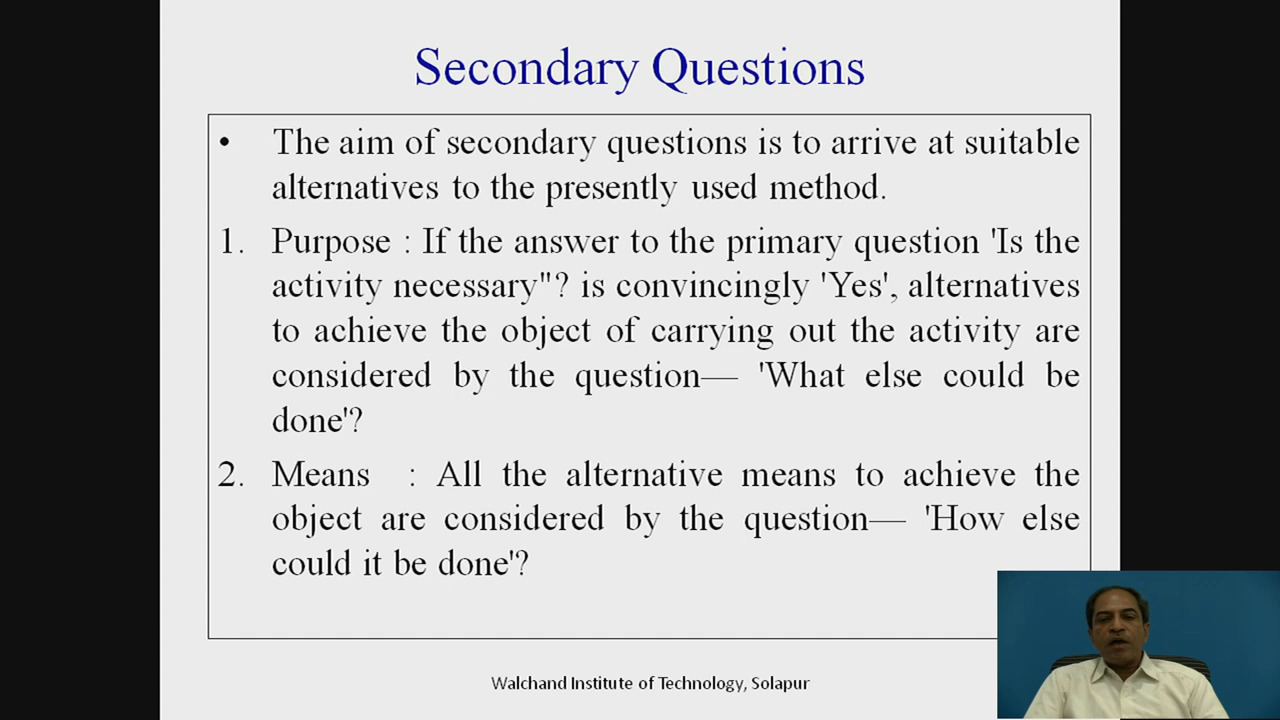 Secondary Questions
• The aim of secondary questions is to arrive at suitable
alternatives to the presently used method.
1. Purpose : If the answer to the primary question 'Is the
activity necessary"? is convincingly 'Yes', alternatives
to achieve the object of carrying out the activity are
considered by the question— 'What else could be
done'?
2. Means : All the alternative means to achieve the
object are considered by the question— 'How else
could it be done'?
Walchand Institute of Technology, Solapur